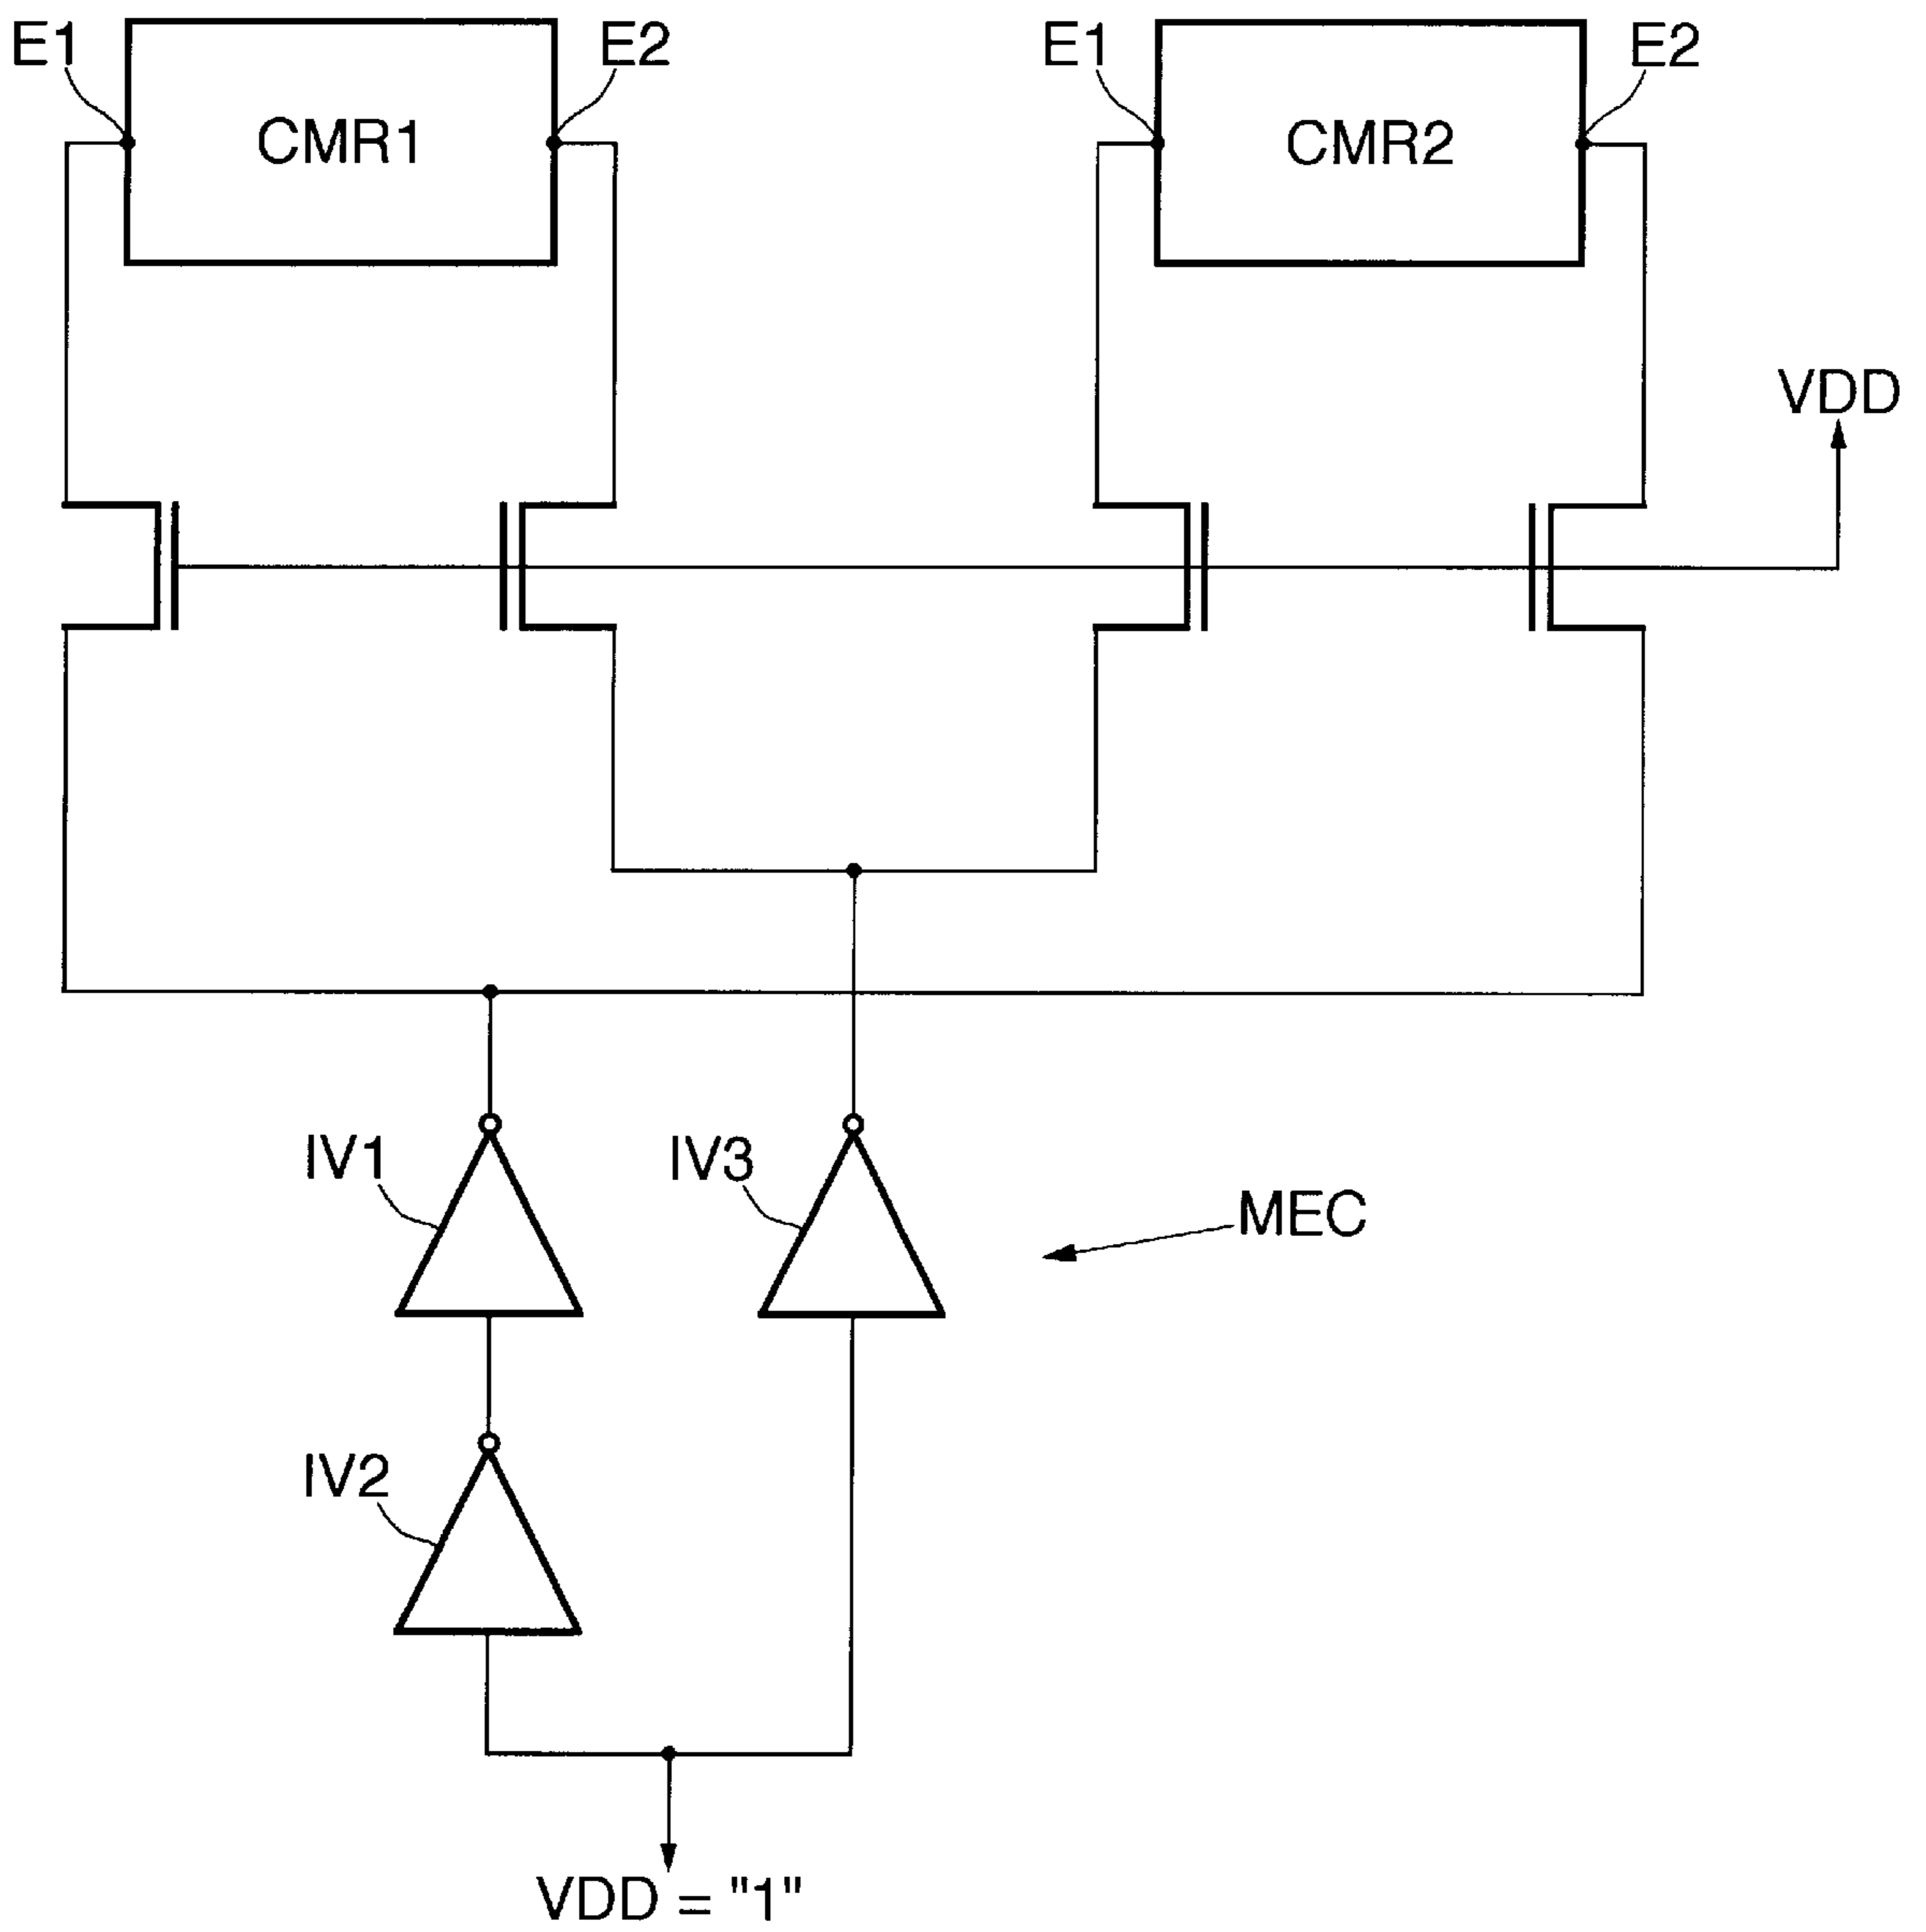 E1
E2
E1
E2
CMR1
CMR2
VDD
IV1
IV3
MEC
IV2
VDD = "1"